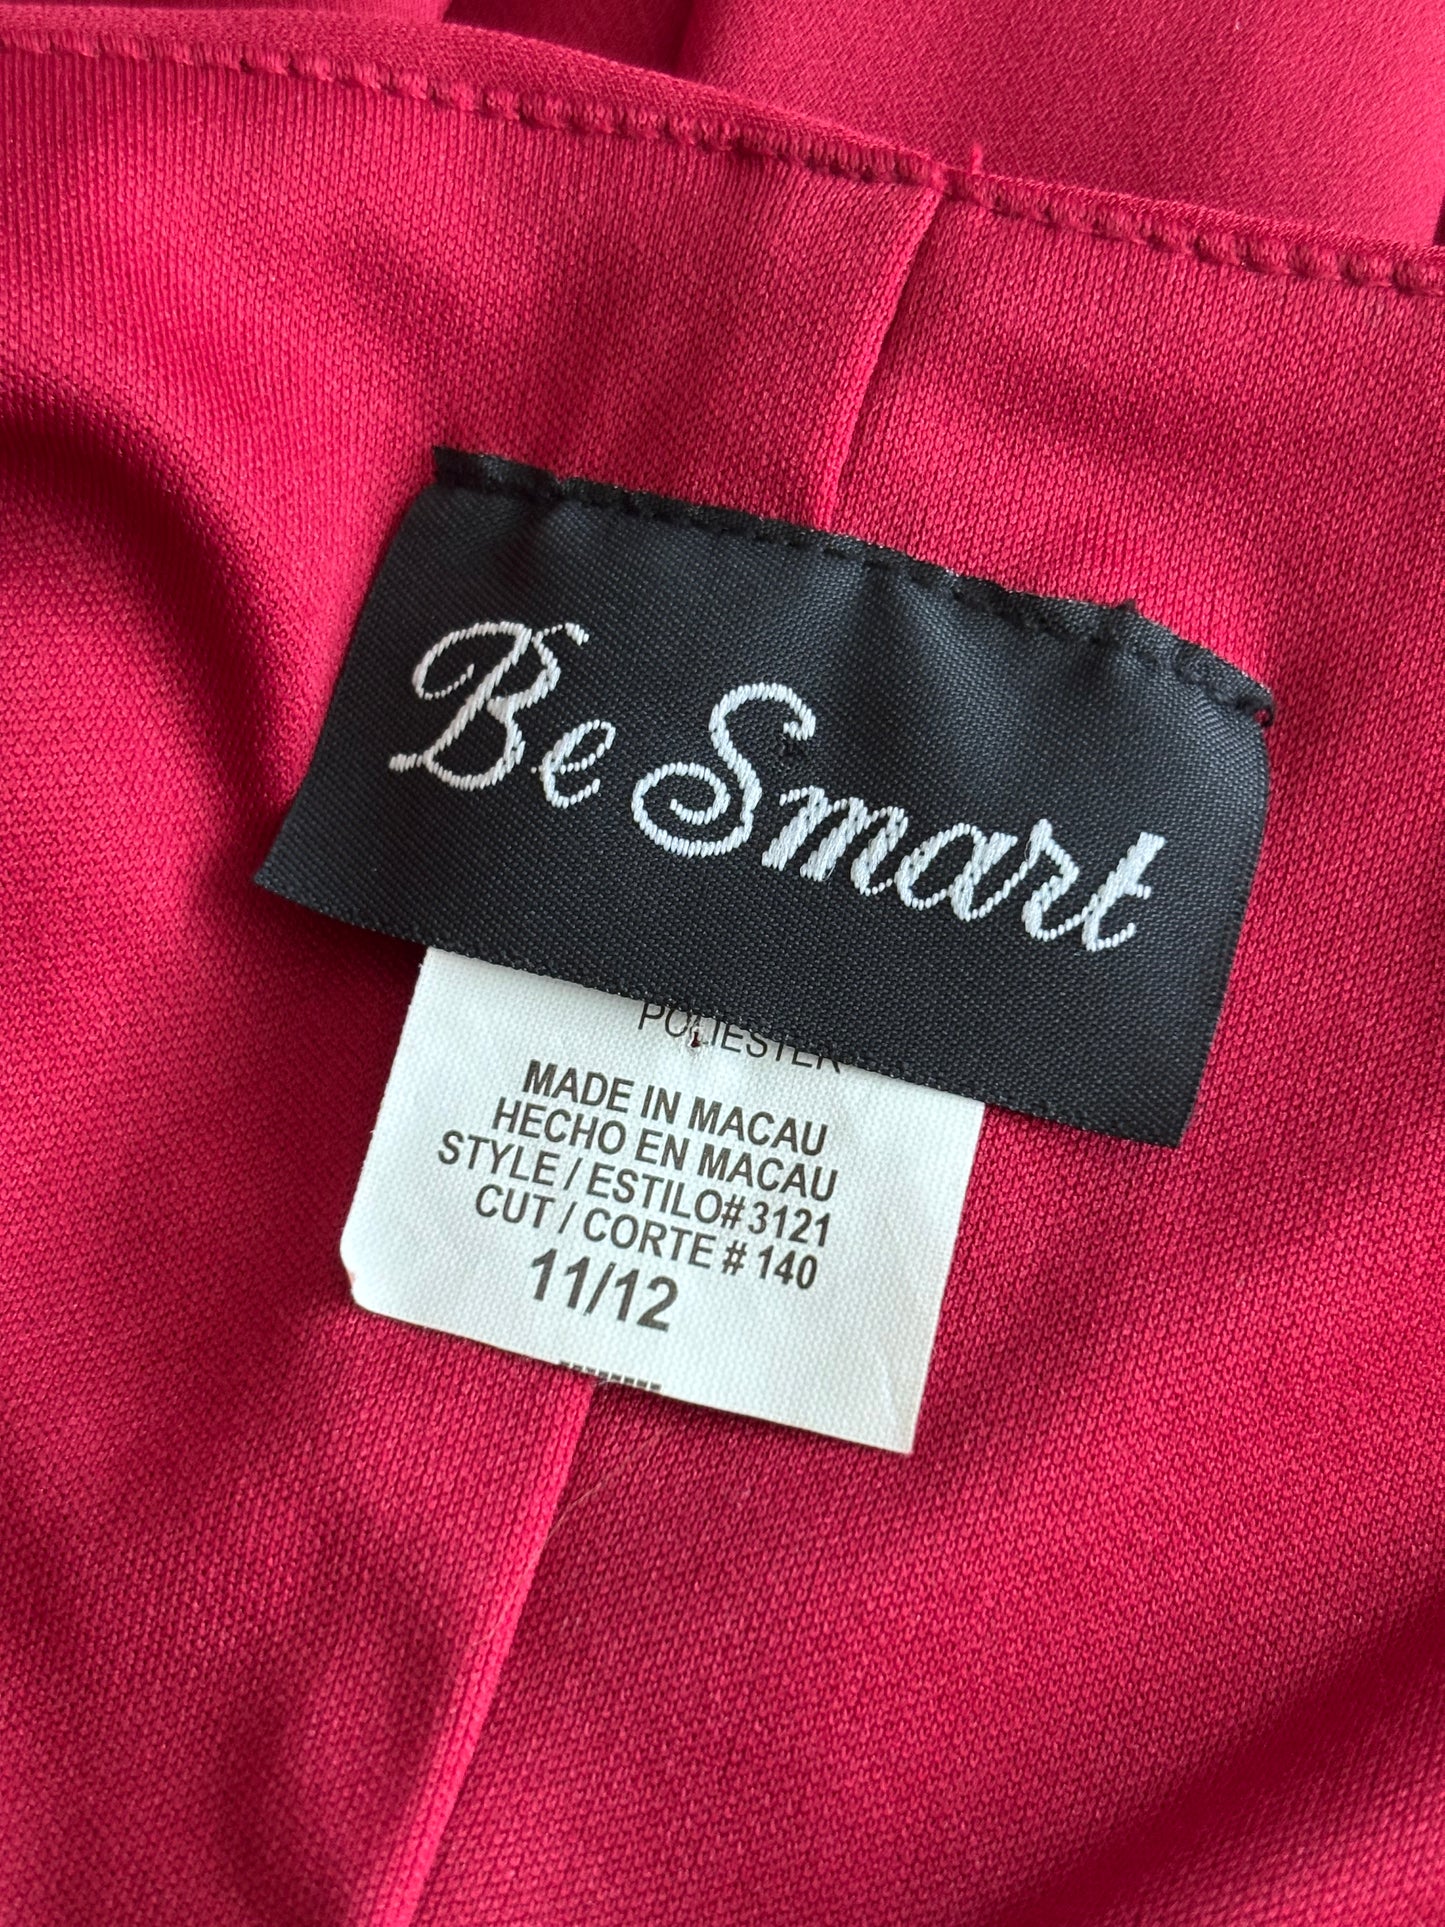 Be Smart
POLIESTER
MADE IN MACAU
HECHO EN MACAU
STYLE / ESTILO# 3121
CUT / CORTE # 140
11/12